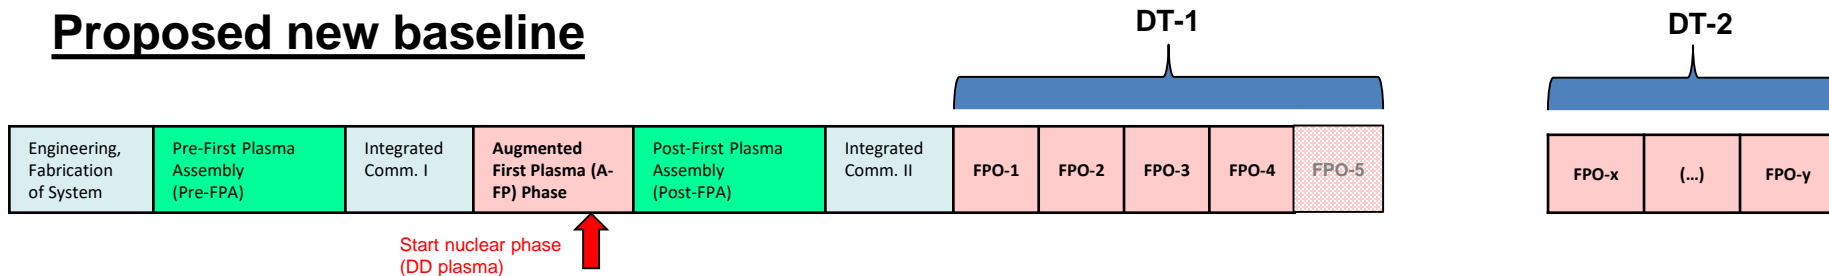 Proposed new baseline
DT-1
DT-2
Engineering,
Fabrication
of System
Pre-First Plasma
Assembly
(Pre-FPA)
Integrated
Comm. I
Augmented
First Plasma (A-
FP) Phase
Post-First Plasma
Assembly
(Post-FPA)
Integrated
Comm. II
FPO-1
FPO-2
FPO-3
FPO-4
FPO-5
FPO-x
(...)
FPO-y
Start nuclear phase
(DD plasma)